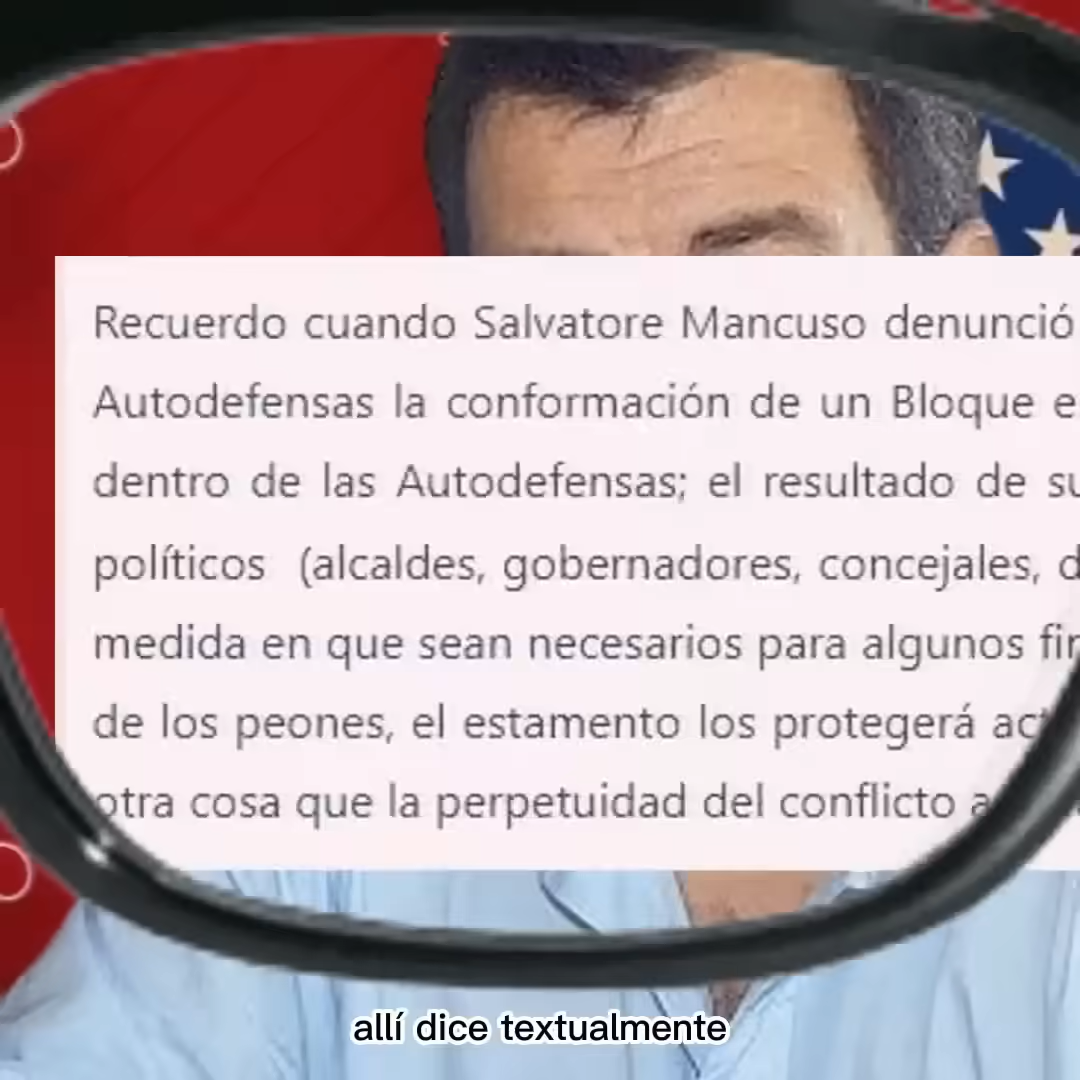 Recuerdo cuando Salvatore Mancuso denunció
Autodefensas la conformación de un Bloque
dentro de las Autodefensas; el resultado de
políticos (alcaldes, gobernadores, concejales,
medida en que sean necesarios para algunos
de los peones, el estamento los protegerá
otra cosa que la perpetuidad del conflicto
allí dice textualmente